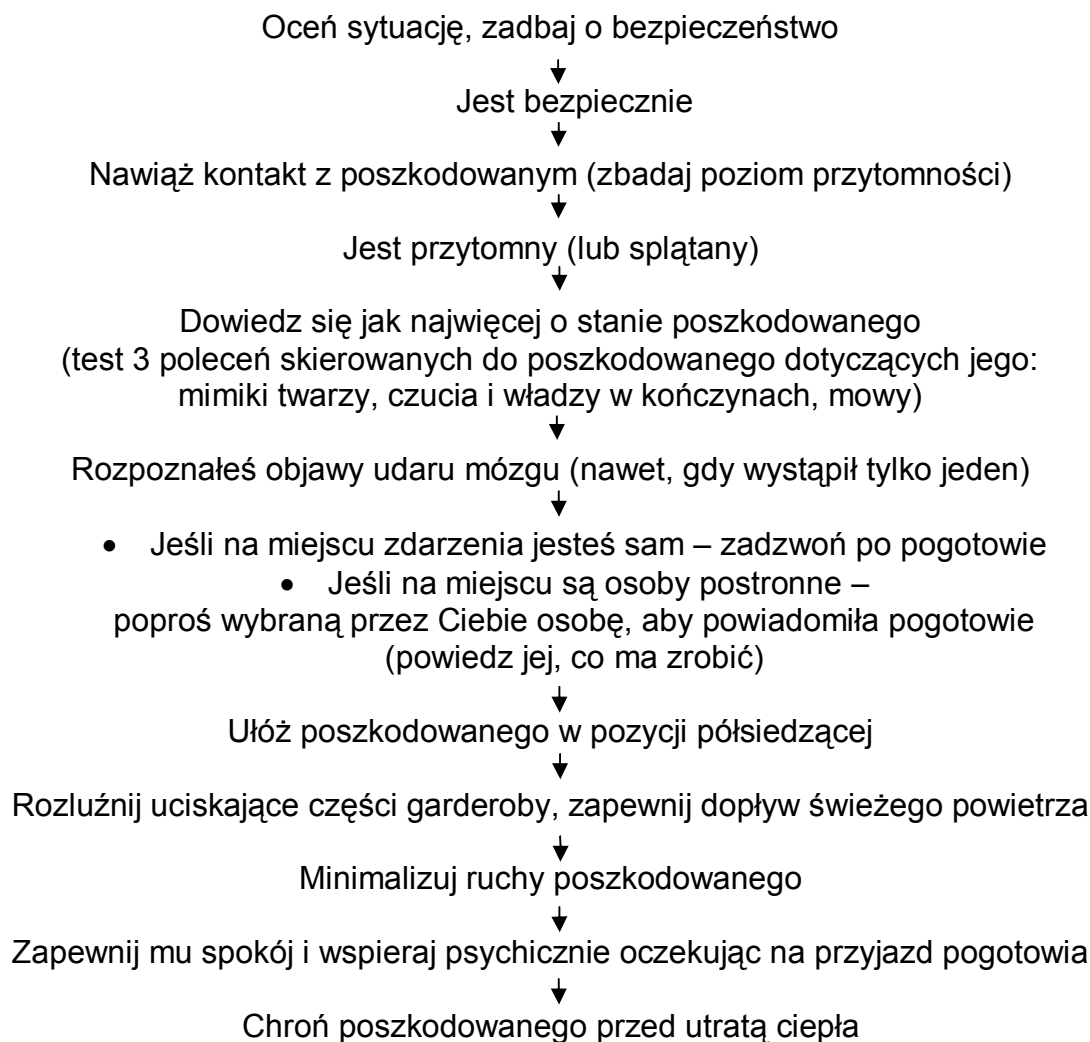 Oceń sytuację, zadbaj o bezpieczeństwo
Jest bezpiecznie
Nawiąż kontakt z poszkodowanym (zbadaj poziom przytomności)
Jest przytomny (lub splątany)
Dowiedz się jak najwięcej o stanie poszkodowanego
(test 3 poleceń skierowanych do poszkodowanego dotyczących jego:
mimiki twarzy, czucia i władzy w kończynach, mowy)
Rozpoznałeś objawy udaru mózgu (nawet, gdy wystąpił tylko jeden)
• Jeśli na miejscu zdarzenia jesteś sam – zadzwoń po pogotowie
• Jeśli na miejscu są osoby postronne –
poproś wybraną przez Ciebie osobę, aby powiadomiła pogotowie
(powiedz jej, co ma zrobić)
Ułóż poszkodowanego w pozycji półsiedzącej
Rozluźnij uciskające części garderoby, zapewnij dopływ świeżego powietrza
Minimalizuj ruchy poszkodowanego
Zapewnij mu spokój i wspieraj psychicznie oczekując na przyjazd pogotowia
Chroń poszkodowanego przed utratą ciepła